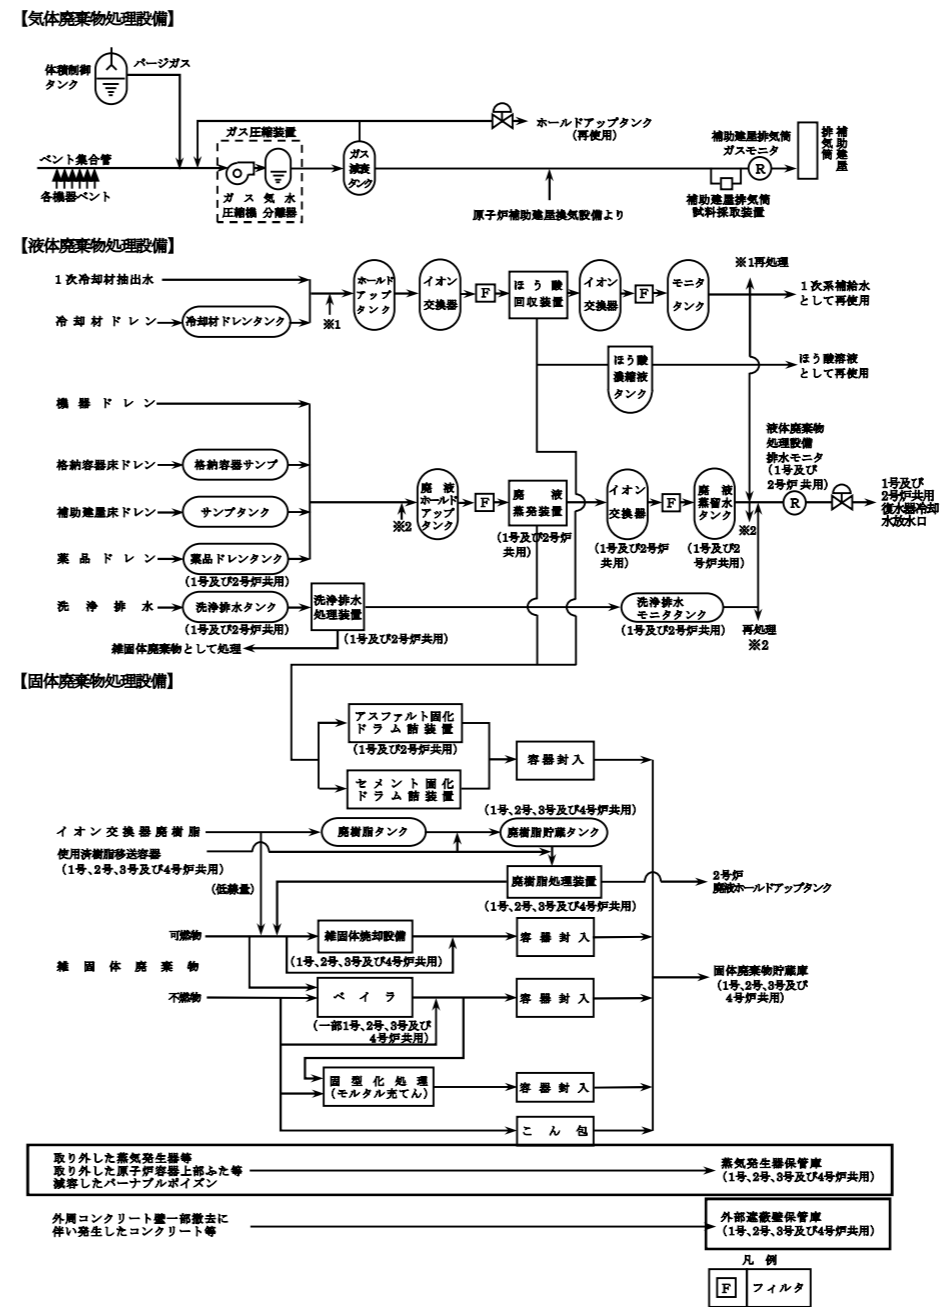 【気体廃棄物処理設備】
体積制御
タンク
パージガス
ガス圧縮装置
ホールドアップタンク
(再使用)
ベント集合管
各機器ベント
ガス
圧縮機
気水
分離器
ガス
減衰
タンク
補助建屋排気筒
ガスモニタ
R
補助建屋
排気筒
原子炉補助建屋換気設備より
補助建屋排気筒
試料採取装置
【液体廃棄物処理設備】
1次冷却材抽出水
冷却材ドレン
冷却材ドレンタンク
※1
ホールド
アップ
タンク
イオン
交換器
F
ほう酸
回収装置
イオン
交換器
F
モニタ
タンク
※1再処理
1次系補給水
として再使用
ほう酸
濃縮液
タンク
ほう酸溶液
として再使用
機器ドレン
格納容器床ドレン
格納容器サンプ
補助建屋床ドレン
サンプタンク
薬品ドレン
薬品ドレンタンク
(1号及び2号炉共用)
※2
廃液
ホールド
アップ
タンク
F
廃液
蒸発装置
(1号及び2号炉
共用)
イオン
交換器
(1号及び2号炉
共用)
F
廃液
蒸留水
タンク
(1号及び2
号炉共用)
※2
液体廃棄物
処理設備
排水モニタ
(1号及び
2号炉共用)
R
1号及び
2号炉共用
復水器冷却
水放水口
洗浄排水
洗浄排水タンク
(1号及び2号炉共用)
洗浄排水
処理装置
(1号及び2号炉共用)
雑固体廃棄物として処理
洗浄排水
モニタタンク
(1号及び2号炉共用)
再処理
※2
【固体廃棄物処理設備】
アスファルト固化
ドラム詰装置
(1号及び2号炉共用)
セメント固化
ドラム詰装置
容器封入
イオン交換器廃樹脂
廃樹脂タンク
(1号、2号、3号及び4号炉共用)
廃樹脂貯蔵タンク
使用済樹脂移送容器
(1号、2号、3号及び4号炉共用)
(低線量)
廃樹脂処理装置
(1号、2号、3号及び4号炉共用)
2号炉
廃液ホールドアップタンク
可燃物
雑固体焼却設備
(1号、2号、3号及び4号炉共用)
容器封入
雑固体廃棄物
不燃物
ベイラ
(一部1号、2号、3号及び
4号炉共用)
容器封入
固体廃棄物貯蔵庫
(1号、2号、3号及び
4号炉共用)
固型化処理
(モルタル充てん)
容器封入
こん包
取り外した蒸気発生器等
取り外した原子炉容器上部ふた等
減容したバーナブルポイズン
蒸気発生器保管庫
(1号、2号、3号及び4号炉共用)
外周コンクリート壁一部撤去に
伴い発生したコンクリート等
外部遮蔽壁保管庫
(1号、2号、3号及び4号炉共用)
凡例
F
フィルタ